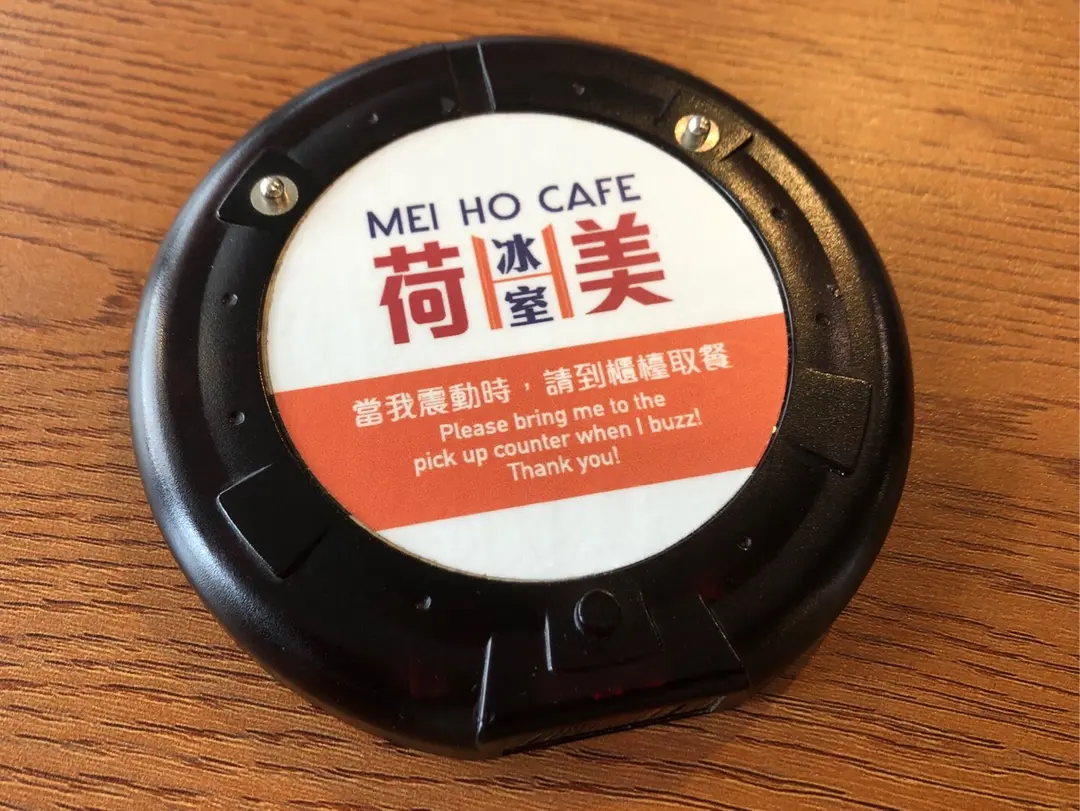 MEI HO CAFE
荷冰室美
當我震動時，請到櫃檯取餐
Please bring me to the
pick up counter when I buzz!
Thank you!